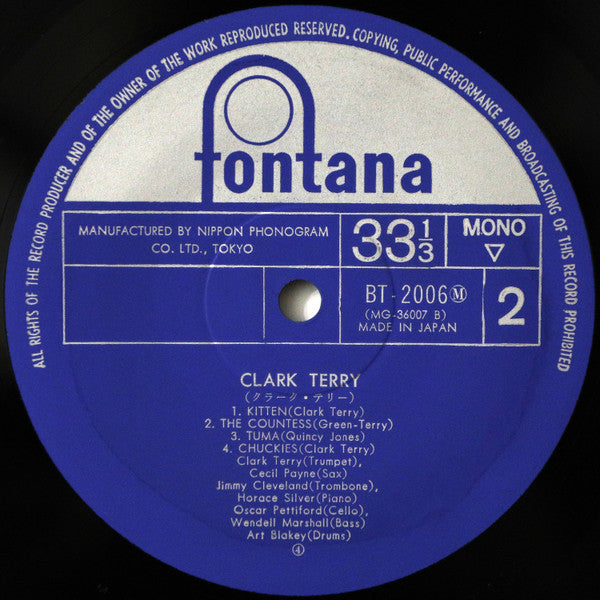 ALL RIGHTS OF THE RECORD PRODUCER AND OF THE OWNER OF THE WORK REPRODUCED RESERVED. COPYING, PUBLIC PERFORMANCE AND BROADCASTING OF THIS RECORD PROHIBITED
fontana
MANUFACTURED BY NIPPON PHONOGRAM
CO. LTD., TOKYO
33 1/3
MONO
▽
BT-2006Ⓜ
(MG-36007 B)
MADE IN JAPAN
2
CLARK TERRY
(クラーク・テリー)
1. KITTEN(Clark Terry)
2. THE COUNTESS(Green-Terry)
3. TUMA(Quincy Jones)
4. CHUCKIES(Clark Terry)
Clark Terry(Trumpet),
Cecil Payne(Sax)
Jimmy Cleveland(Trombone),
Horace Silver(Piano)
Oscar Pettiford(Cello),
Wendell Marshall(Bass)
Art Blakey(Drums)
④